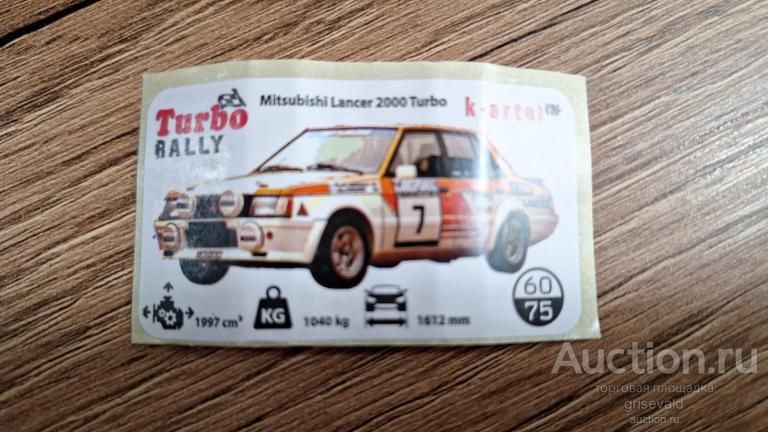 Turbo
RALLY
Mitsubishi Lancer 2000 Turbo
k-artON
7
1997 cm³
KG
1040 kg
1612 mm
60
75
Auction.ru
торговая площадка
grisevald
auction.ru